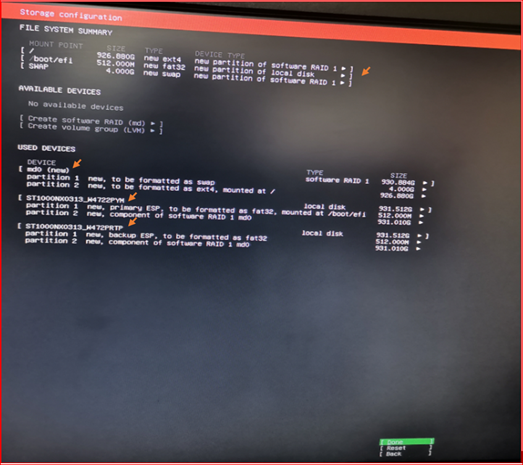 Storage configuration
FILE SYSTEM SUMMARY
MOUNT POINT SIZE TYPE DEVICE TYPE
[ / 926.880G new ext4 new partition of software RAID 1 ▸ ]
[ /boot/efi 512.000M new fat32 new partition of local disk ▸ ]
[ SWAP 4.000G new swap new partition of software RAID 1 ▸ ]
AVAILABLE DEVICES
No available devices
[ Create software RAID (md) ▸ ]
[ Create volume group (LVM) ▸ ]
USED DEVICES
DEVICE TYPE SIZE
[ md0 (new) software RAID 1 930.884G ▸ ]
partition 1 new, to be formatted as swap 4.000G ▸
partition 2 new, to be formatted as ext4, mounted at / 926.880G ▸
[ ST1000NX0313_W4722PYM local disk 931.512G ▸ ]
partition 1 new, primary ESP, to be formatted as fat32, mounted at /boot/efi 512.000M ▸
partition 2 new, component of software RAID 1 md0 931.010G ▸
[ ST1000NX0313_W472PRTP local disk 931.512G ▸ ]
partition 1 new, backup ESP, to be formatted as fat32 512.000M ▸
partition 2 new, component of software RAID 1 md0 931.010G ▸
[ Done ]
[ Reset ]
[ Back ]